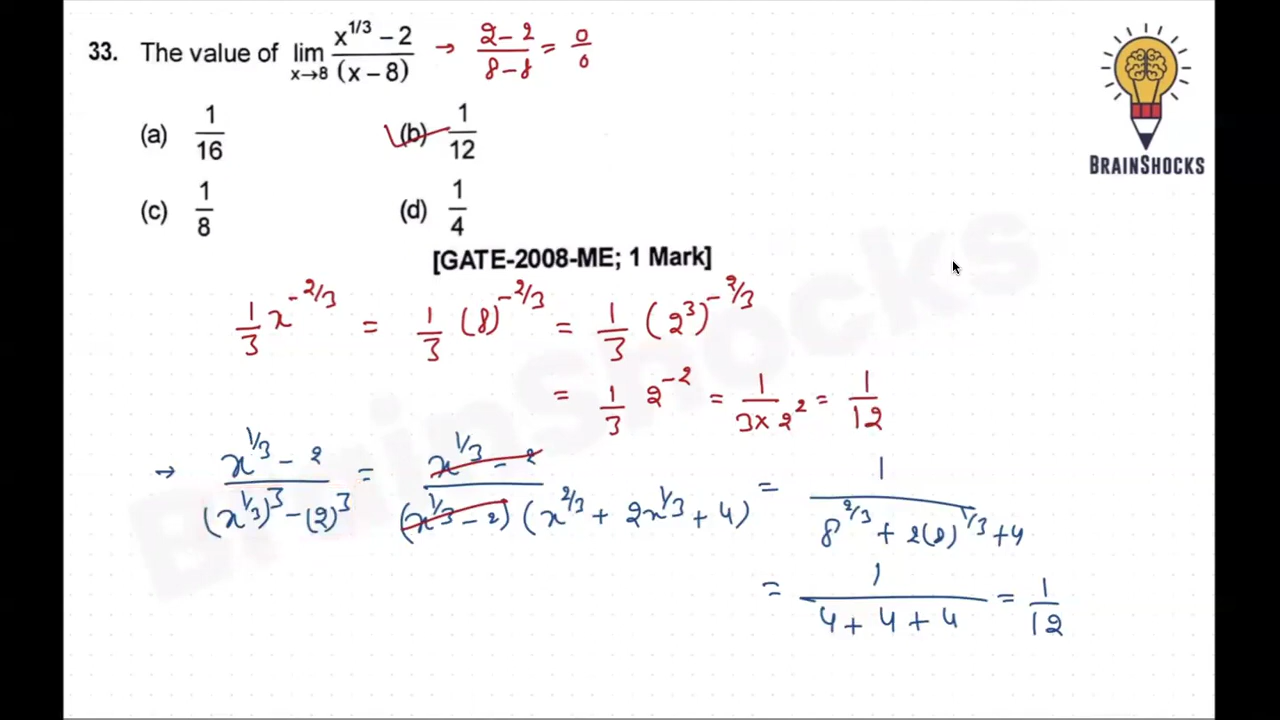 33. The value of lim x→8 (x^1/3 − 2)/(x − 8) → (2 − 2)/(8 − 8) = 0/0
BRAINSHOCKS
(a) 1/16 (b) 1/12
(c) 1/8 (d) 1/4
[GATE-2008-ME; 1 Mark]
1/3 x^-2/3 = 1/3 (8)^-2/3 = 1/3 (2^3)^-2/3
= 1/3 2^-2 = 1/(3×2^2) = 1/12
→ (x^1/3 − 2)/((x^1/3)^3 − (2)^3) = (x^1/3 − 2)/((x^1/3 − 2)(x^2/3 + 2x^1/3 + 4)) = 1/(8^2/3 + 2(8)^1/3 + 4)
= 1/(4 + 4 + 4) = 1/12
Brainshocks